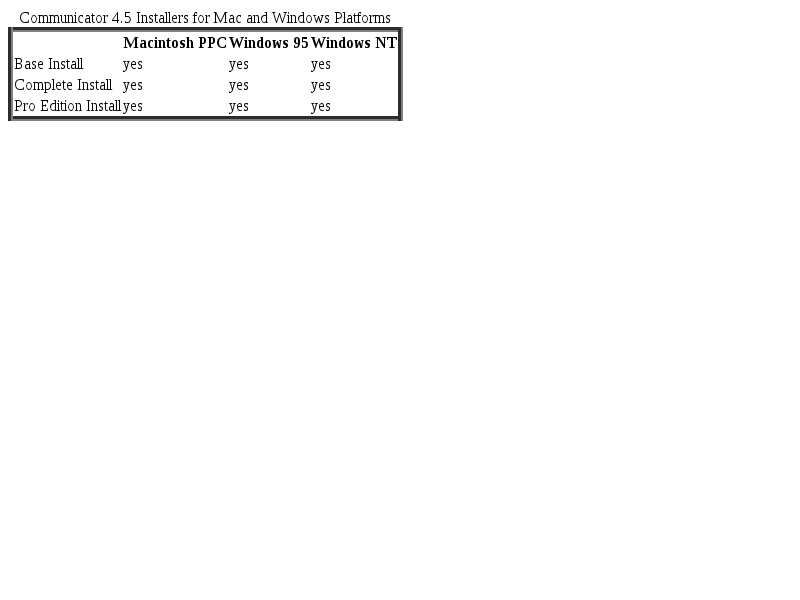 Communicator 4.5 Installers for Mac and Windows Platforms
Macintosh PPC Windows 95 Windows NT
Base Install yes yes yes
Complete Install yes yes yes
Pro Edition Install yes yes yes